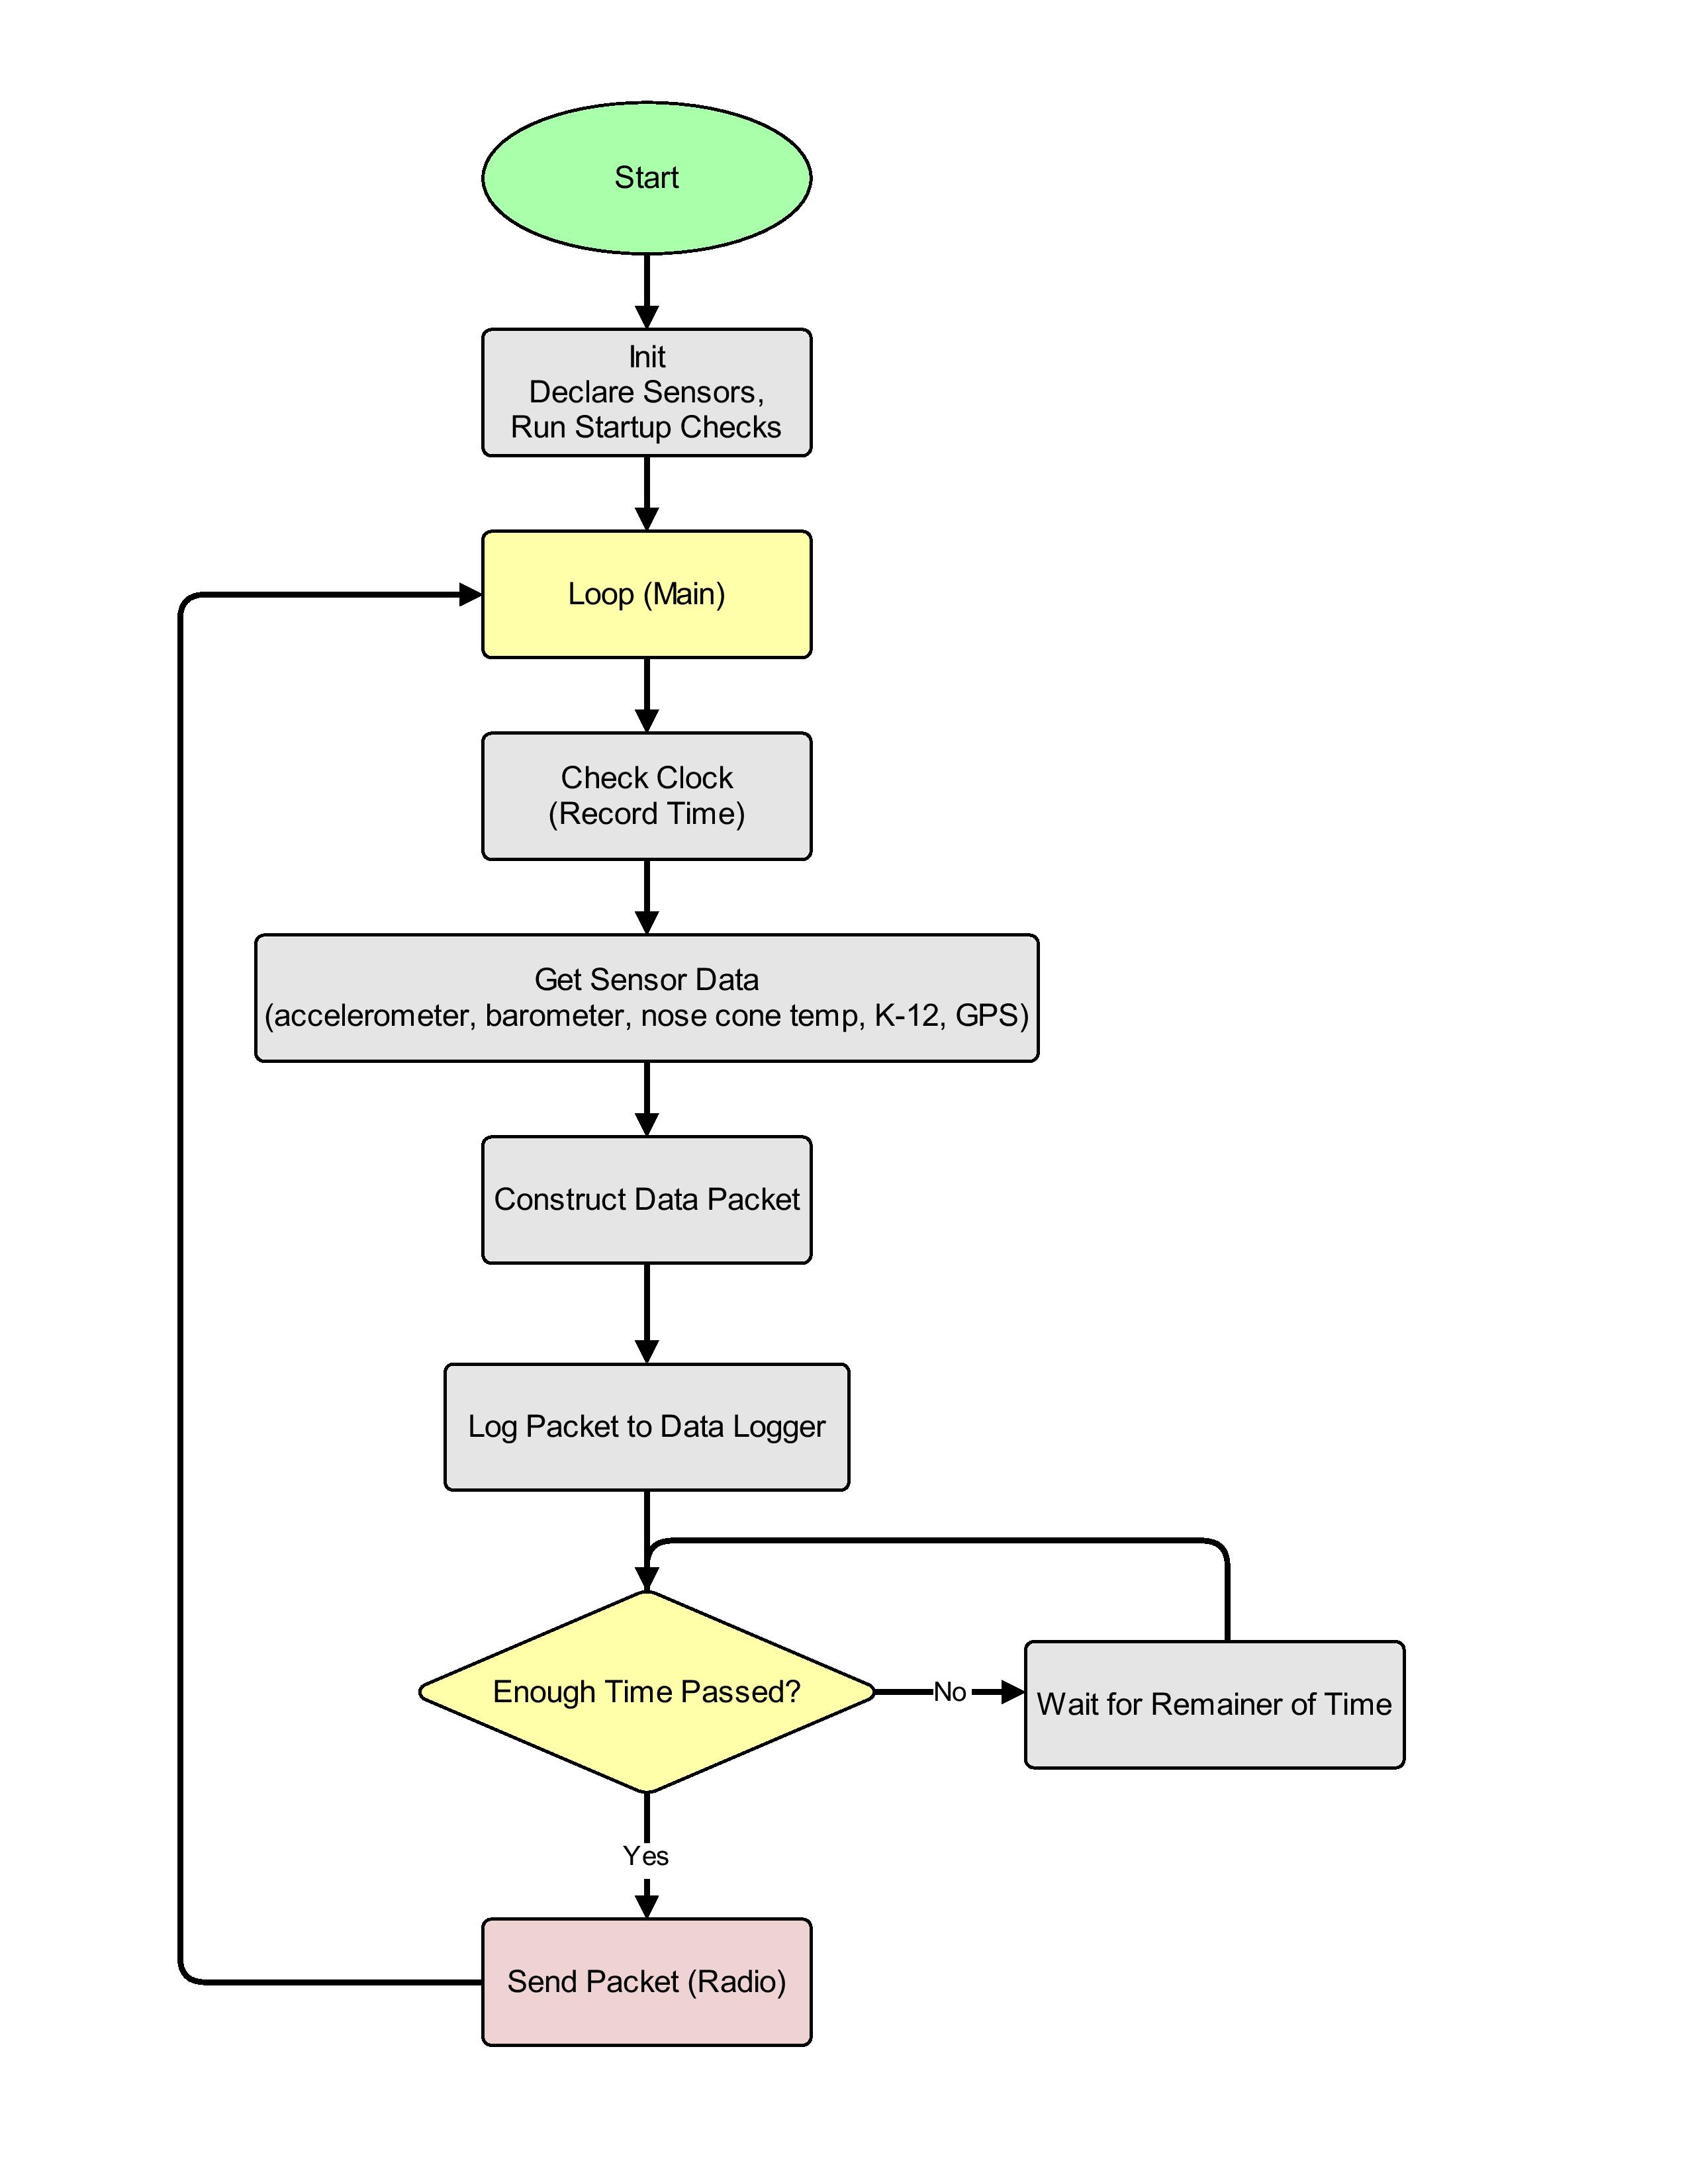 Start
Init
Declare Sensors,
Run Startup Checks
Loop (Main)
Check Clock
(Record Time)
Get Sensor Data
(accelerometer, barometer, nose cone temp, K-12, GPS)
Construct Data Packet
Log Packet to Data Logger
Enough Time Passed?
No
Wait for Remainer of Time
Yes
Send Packet (Radio)